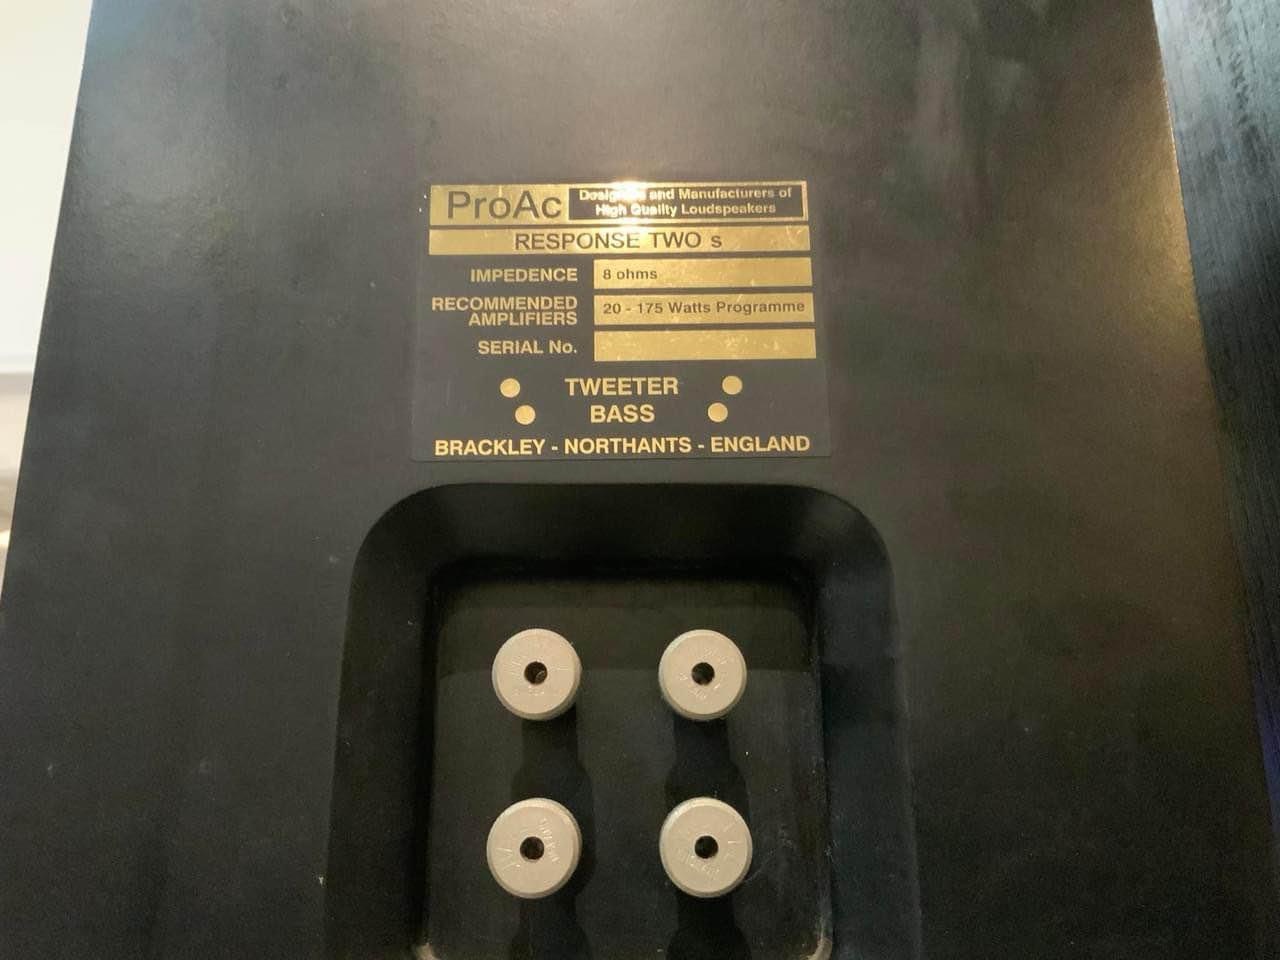 ProAc
Designers and Manufacturers of
High Quality Loudspeakers
RESPONSE TWO s
IMPEDENCE 8 ohms
RECOMMENDED
AMPLIFIERS 20 - 175 Watts Programme
SERIAL No.
TWEETER
BASS
BRACKLEY - NORTHANTS - ENGLAND